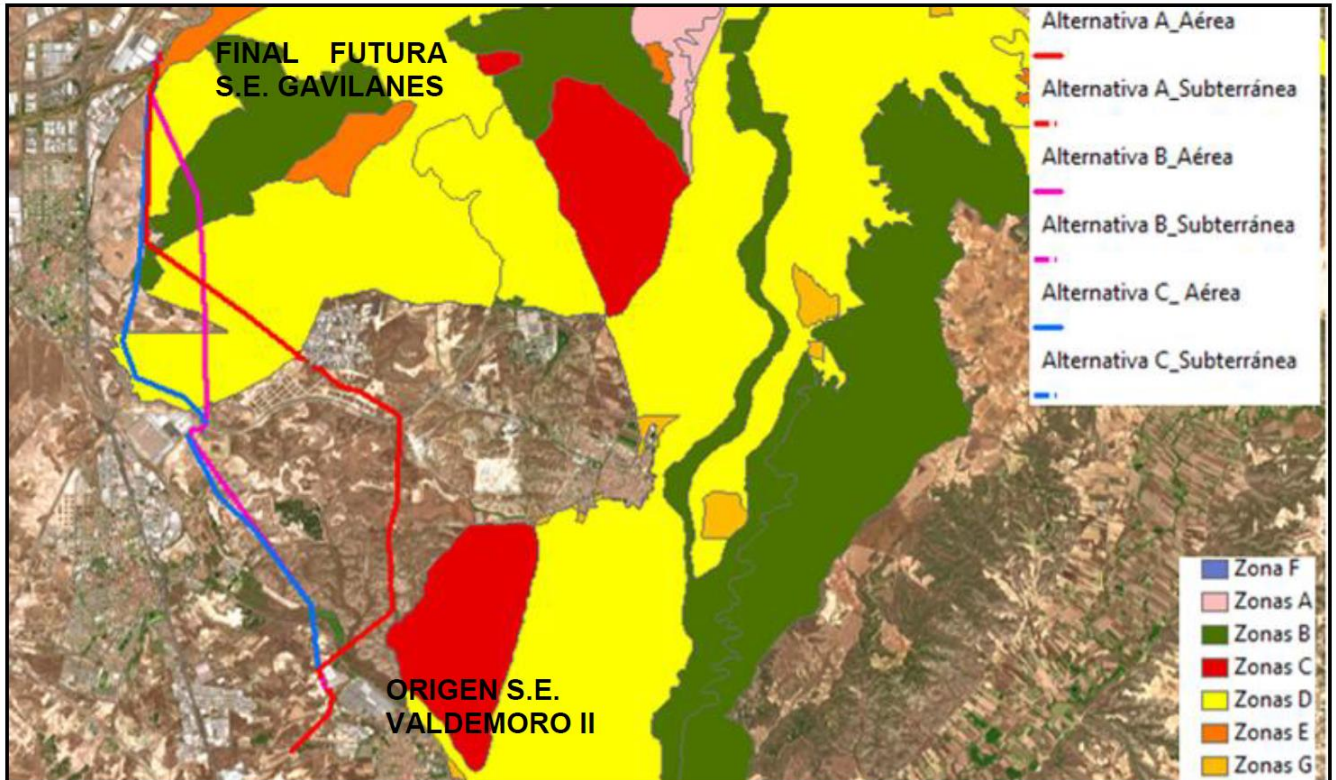 FINAL FUTURA
S.E. GAVILANES
ORIGEN S.E.
VALDEMORO II
Alternativa A_Aérea
Alternativa A_Subterránea
Alternativa B_Aérea
Alternativa B_Subterránea
Alternativa C_ Aérea
Alternativa C_Subterránea
Zona F
Zonas A
Zonas B
Zonas C
Zonas D
Zonas E
Zonas G